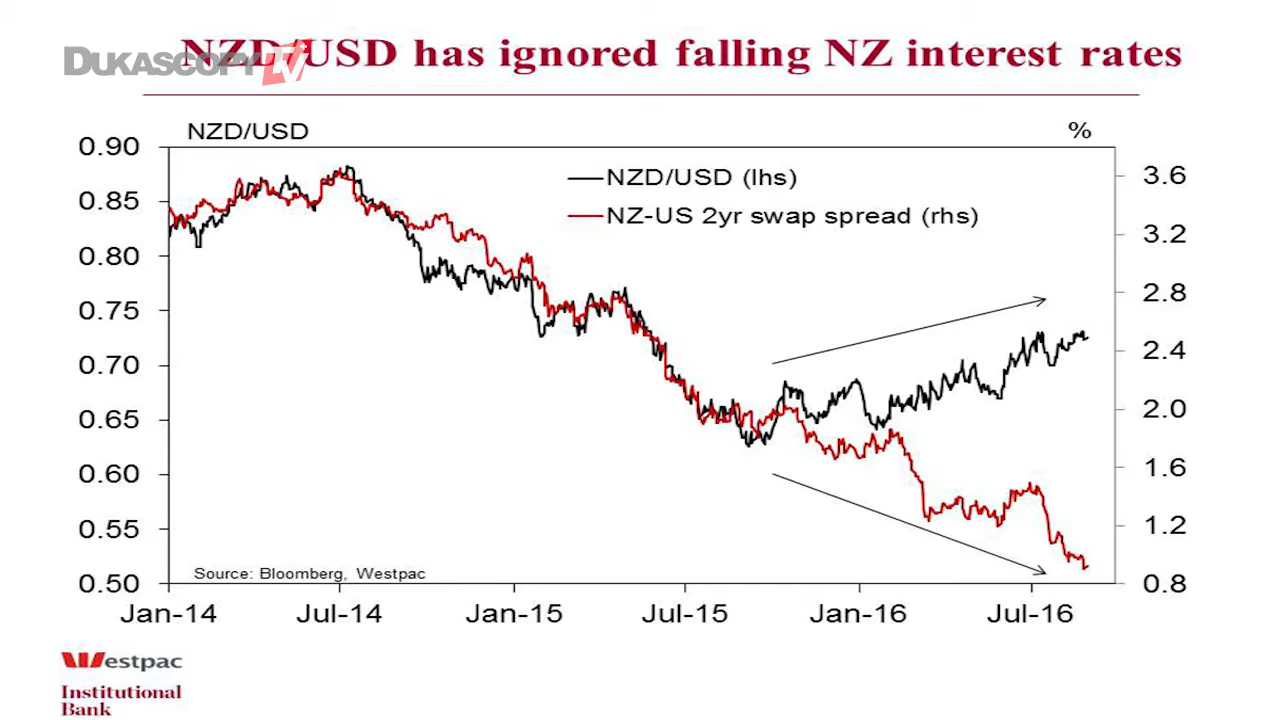 DUKASCOPY TV
NZD/USD has ignored falling NZ interest rates
NZD/USD
%
0.90
0.85
0.80
0.75
0.70
0.65
0.60
0.55
0.50
NZD/USD (lhs)
NZ-US 2yr swap spread (rhs)
3.6
3.2
2.8
2.4
2.0
1.6
1.2
0.8
Source: Bloomberg, Westpac
Jan-14
Jul-14
Jan-15
Jul-15
Jan-16
Jul-16
Westpac
Institutional
Bank